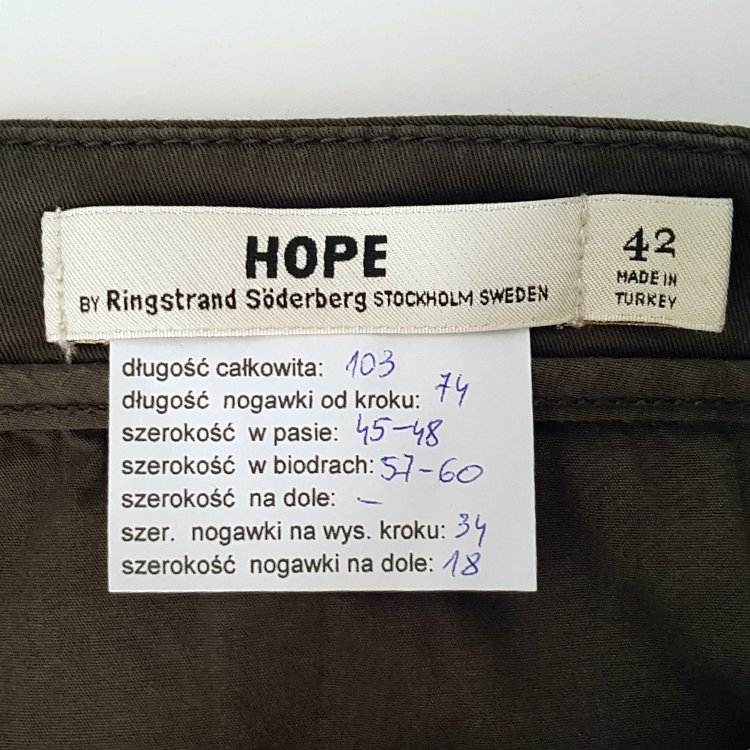 HOPE
BY Ringstrand Söderberg STOCKHOLM SWEDEN
42
MADE IN
TURKEY
długość całkowita: 103
długość nogawki od kroku: 74
szerokość w pasie: 45-48
szerokość w biodrach: 57-60
szerokość na dole: -
szer. nogawki na wys. kroku: 34
szerokość nogawki na dole: 18